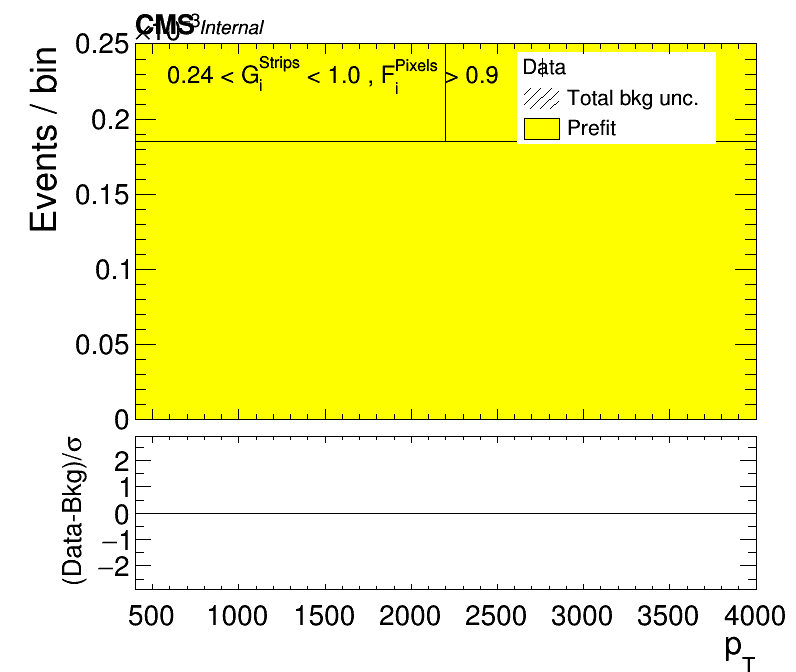 CMS Internal
×10³
0.24 < G_i^Strips < 1.0 , F_i^Pixels > 0.9
Data
Total bkg unc.
Prefit
Events / bin
0.25
0.2
0.15
0.1
0.05
0
(Data-Bkg)/σ
2
1
0
−1
−2
500 1000 1500 2000 2500 3000 3500 4000
p_T